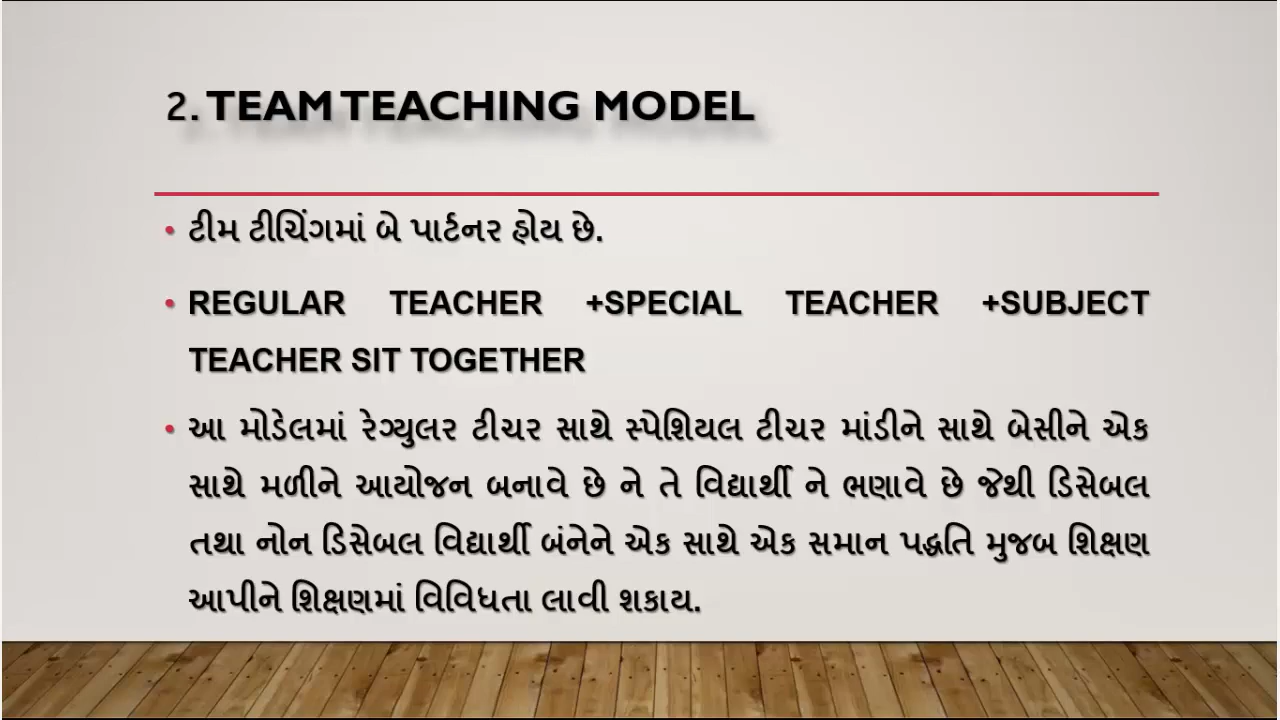 2. TEAM TEACHING MODEL
• ટીમ ટીચિંગમાં બે પાર્ટનર હોય છે.
• REGULAR TEACHER +SPECIAL TEACHER +SUBJECT
TEACHER SIT TOGETHER
• આ મોડેલમાં રેગ્યુલર ટીચર સાથે સ્પેશિયલ ટીચર માંડીને સાથે બેસીને એક
સાથે મળીને આયોજન બનાવે છે ને તે વિદ્યાર્થી ને ભણાવે છે જેથી ડિસેબલ
તથા નોન ડિસેબલ વિદ્યાર્થી બંનેને એક સાથે એક સમાન પદ્ધતિ મુજબ શિક્ષણ
આપીને શિક્ષણમાં વિવિધતા લાવી શકાય.